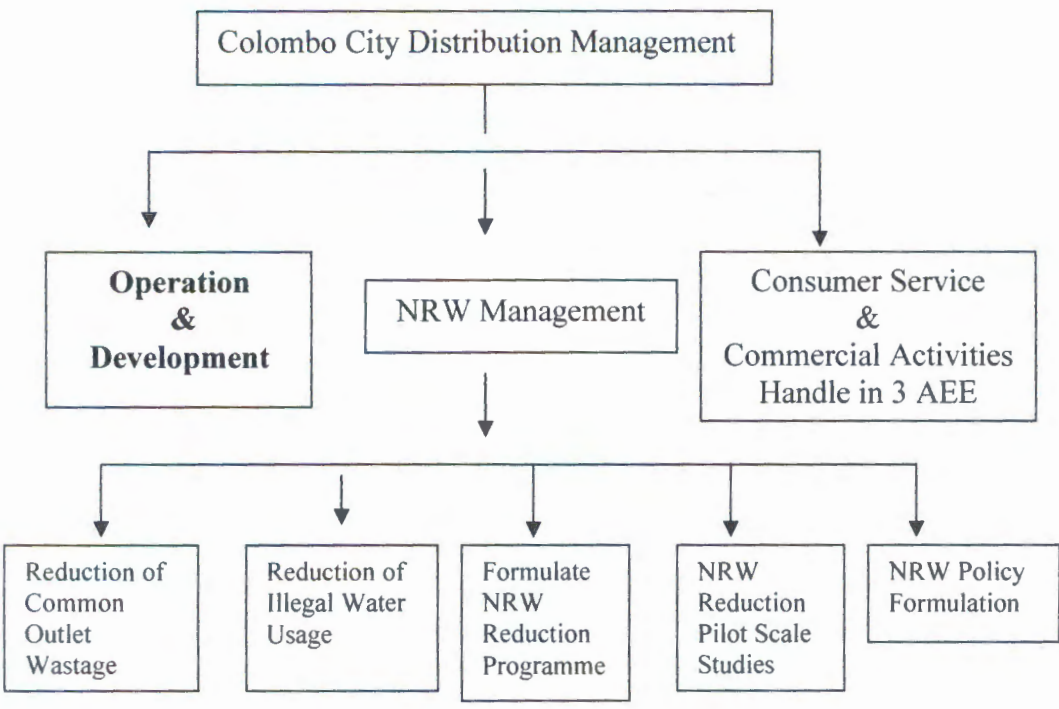 Colombo City Distribution Management
Operation
&
Development
NRW Management
Consumer Service
&
Commercial Activities
Handle in 3 AEE
Reduction of
Common
Outlet
Wastage
Reduction of
Illegal Water
Usage
Formulate
NRW
Reduction
Programme
NRW
Reduction
Pilot Scale
Studies
NRW Policy
Formulation